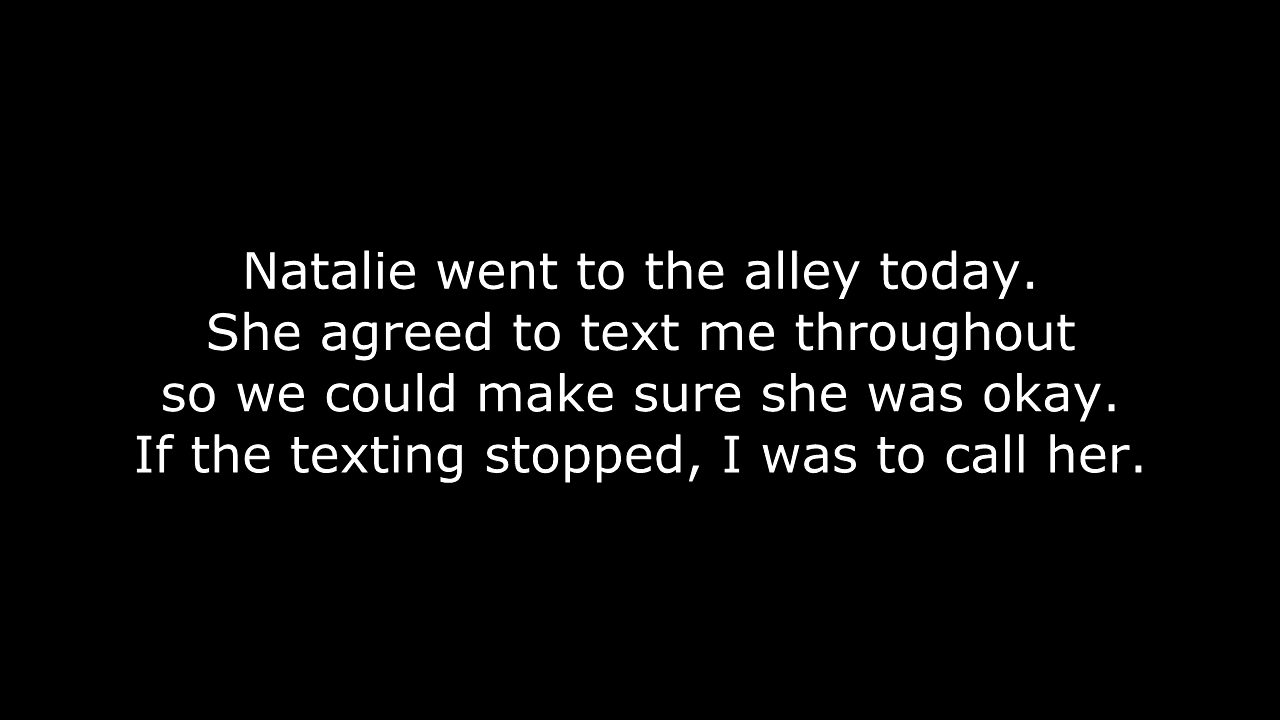 Natalie went to the alley today.
She agreed to text me throughout
so we could make sure she was okay.
If the texting stopped, I was to call her.